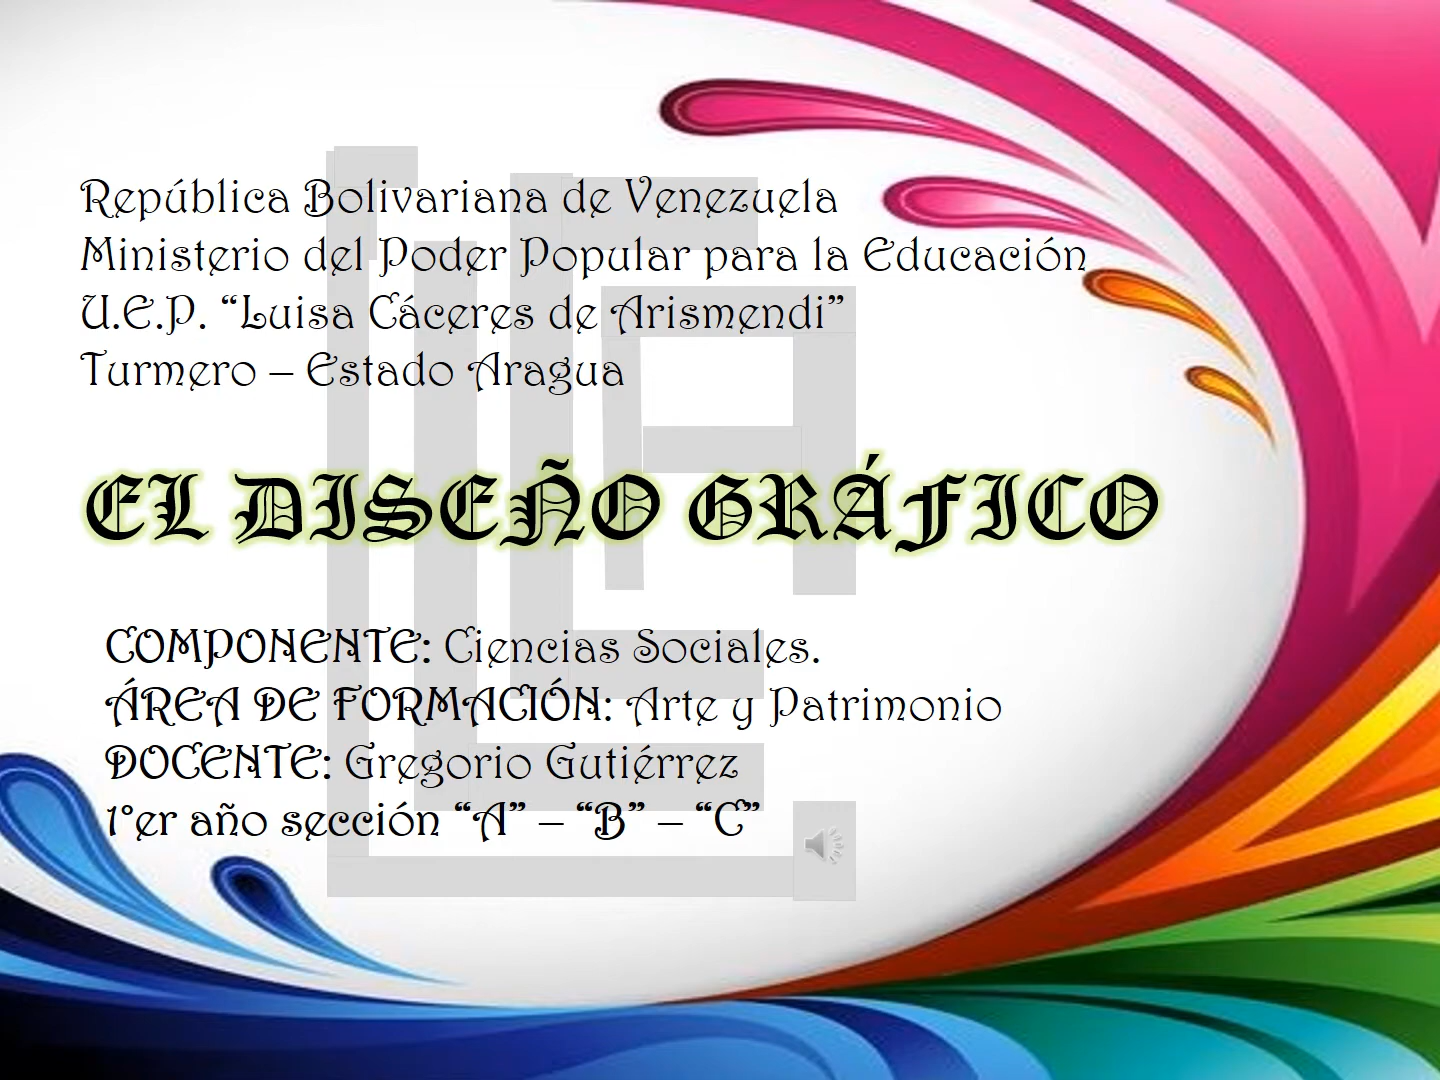 República Bolivariana de Venezuela
Ministerio del Poder Popular para la Educación
U.E.P. “Luisa Cáceres de Arismendi”
Turmero – Estado Aragua
EL DISEÑO GRÁFICO
COMPONENTE: Ciencias Sociales.
ÁREA DE FORMACIÓN: Arte y Patrimonio
DOCENTE: Gregorio Gutiérrez
1°er año sección “A” – “B” – “C”